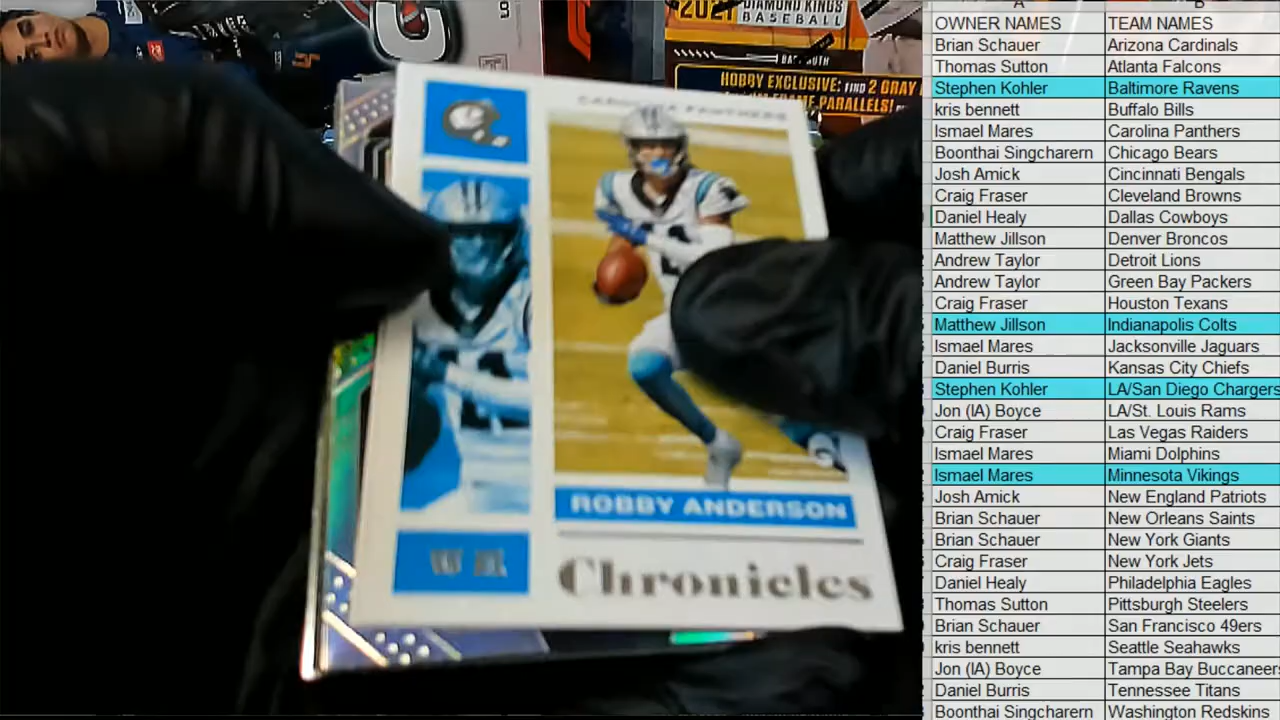 2021 DIAMOND KINGS
BASEBALL
HOBBY EXCLUSIVE: FIND 2 GRAY
FRAME PARALLELS!
CAROLINA PANTHERS
ROBBY ANDERSON
WR
Chronicles
A B
OWNER NAMES TEAM NAMES
Brian Schauer Arizona Cardinals
Thomas Sutton Atlanta Falcons
Stephen Kohler Baltimore Ravens
kris bennett Buffalo Bills
Ismael Mares Carolina Panthers
Boonthai Singcharern Chicago Bears
Josh Amick Cincinnati Bengals
Craig Fraser Cleveland Browns
Daniel Healy Dallas Cowboys
Matthew Jillson Denver Broncos
Andrew Taylor Detroit Lions
Andrew Taylor Green Bay Packers
Craig Fraser Houston Texans
Matthew Jillson Indianapolis Colts
Ismael Mares Jacksonville Jaguars
Daniel Burris Kansas City Chiefs
Stephen Kohler LA/San Diego Chargers
Jon (IA) Boyce LA/St. Louis Rams
Craig Fraser Las Vegas Raiders
Ismael Mares Miami Dolphins
Ismael Mares Minnesota Vikings
Josh Amick New England Patriots
Brian Schauer New Orleans Saints
Brian Schauer New York Giants
Craig Fraser New York Jets
Daniel Healy Philadelphia Eagles
Thomas Sutton Pittsburgh Steelers
Brian Schauer San Francisco 49ers
kris bennett Seattle Seahawks
Jon (IA) Boyce Tampa Bay Buccaneers
Daniel Burris Tennessee Titans
Boonthai Singcharern Washington Redskins